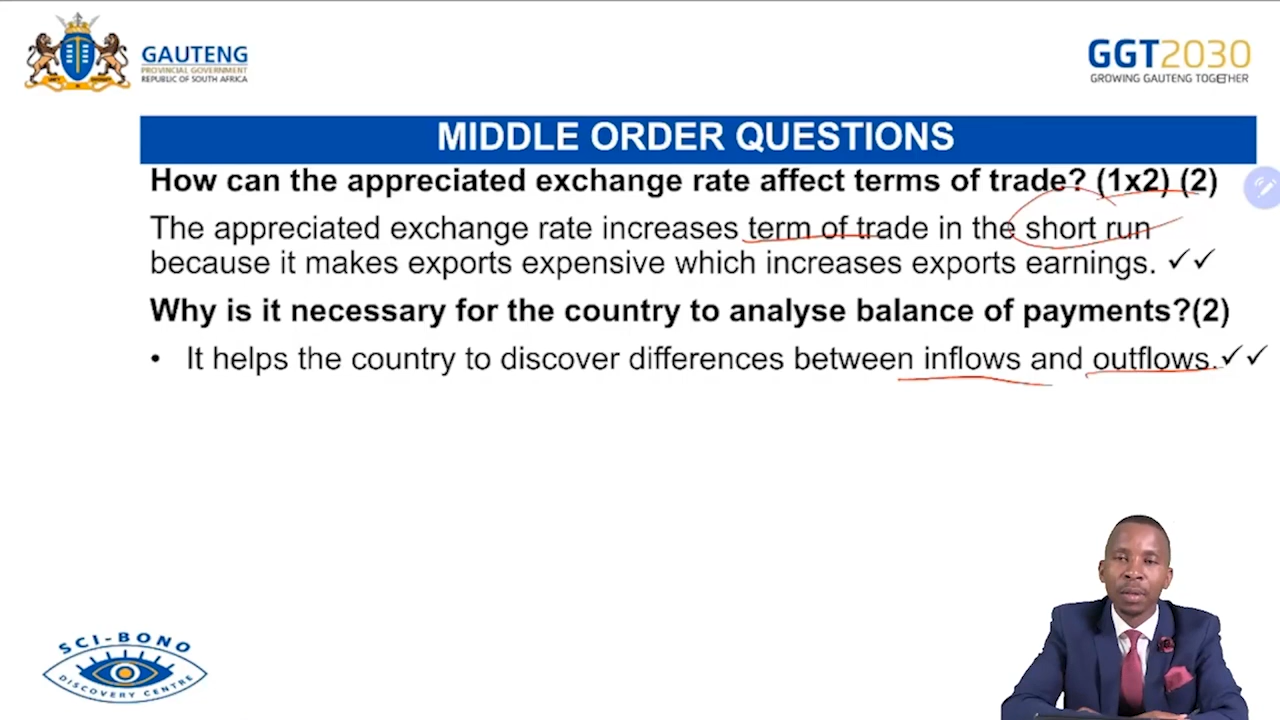 GAUTENG
PROVINCIAL GOVERNMENT
REPUBLIC OF SOUTH AFRICA
GGT2030
GROWING GAUTENG TOGETHER
MIDDLE ORDER QUESTIONS
How can the appreciated exchange rate affect terms of trade? (1x2) (2)
The appreciated exchange rate increases term of trade in the short run
because it makes exports expensive which increases exports earnings. ✓✓
Why is it necessary for the country to analyse balance of payments?(2)
• It helps the country to discover differences between inflows and outflows.✓✓
SCI-BONO
DISCOVERY CENTRE